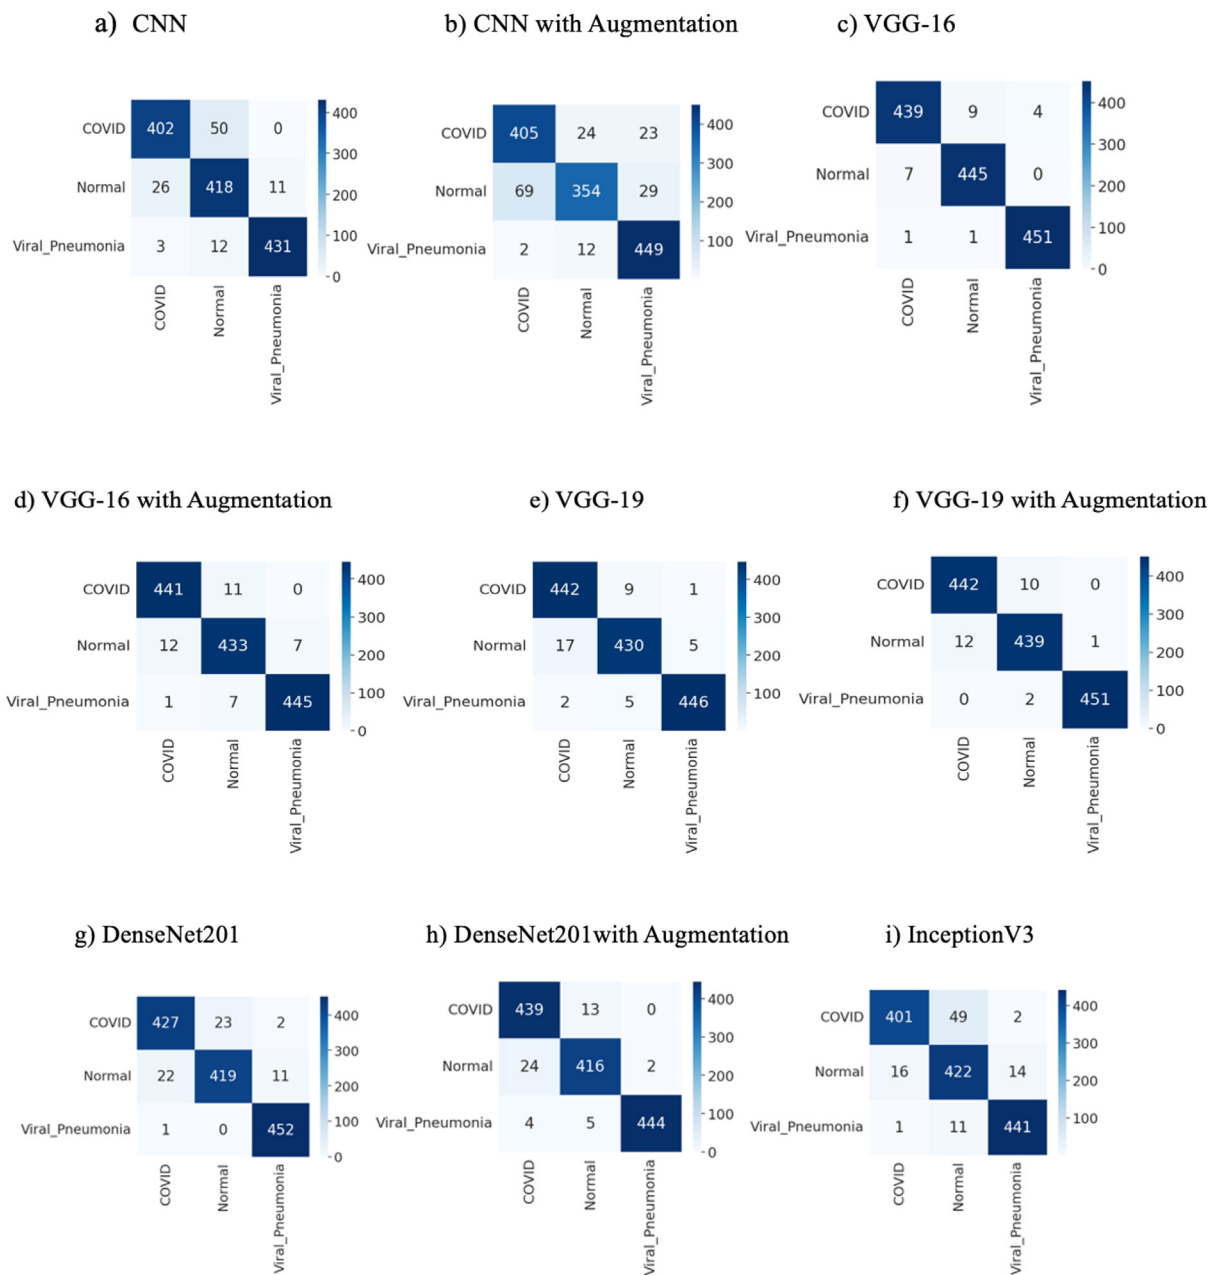 a) CNN
b) CNN with Augmentation
c) VGG-16
COVID 402 50 0
Normal 26 418 11
Viral_Pneumonia 3 12 431
400
300
200
100
0
COVID
Normal
Viral_Pneumonia
COVID 405 24 23
Normal 69 354 29
Viral_Pneumonia 2 12 449
400
300
200
100
COVID
Normal
Viral_Pneumonia
COVID 439 9 4
Normal 7 445 0
Viral_Pneumonia 1 1 451
400
300
200
100
0
COVID
Normal
Viral_Pneumonia
d) VGG-16 with Augmentation
e) VGG-19
f) VGG-19 with Augmentation
COVID 441 11 0
Normal 12 433 7
Viral_Pneumonia 1 7 445
400
300
200
100
0
COVID
Normal
Viral_Pneumonia
COVID 442 9 1
Normal 17 430 5
Viral_Pneumonia 2 5 446
400
300
200
100
COVID
Normal
Viral_Pneumonia
COVID 442 10 0
Normal 12 439 1
Viral_Pneumonia 0 2 451
400
300
200
100
0
COVID
Normal
Viral_Pneumonia
g) DenseNet201
h) DenseNet201with Augmentation
i) InceptionV3
COVID 427 23 2
Normal 22 419 11
Viral_Pneumonia 1 0 452
400
300
200
100
0
COVID
Normal
Viral_Pneumonia
COVID 439 13 0
Normal 24 416 2
Viral_Pneumonia 4 5 444
400
300
200
100
0
COVID
Normal
Viral_Pneumonia
COVID 401 49 2
Normal 16 422 14
Viral_Pneumonia 1 11 441
400
300
200
100
COVID
Normal
Viral_Pneumonia